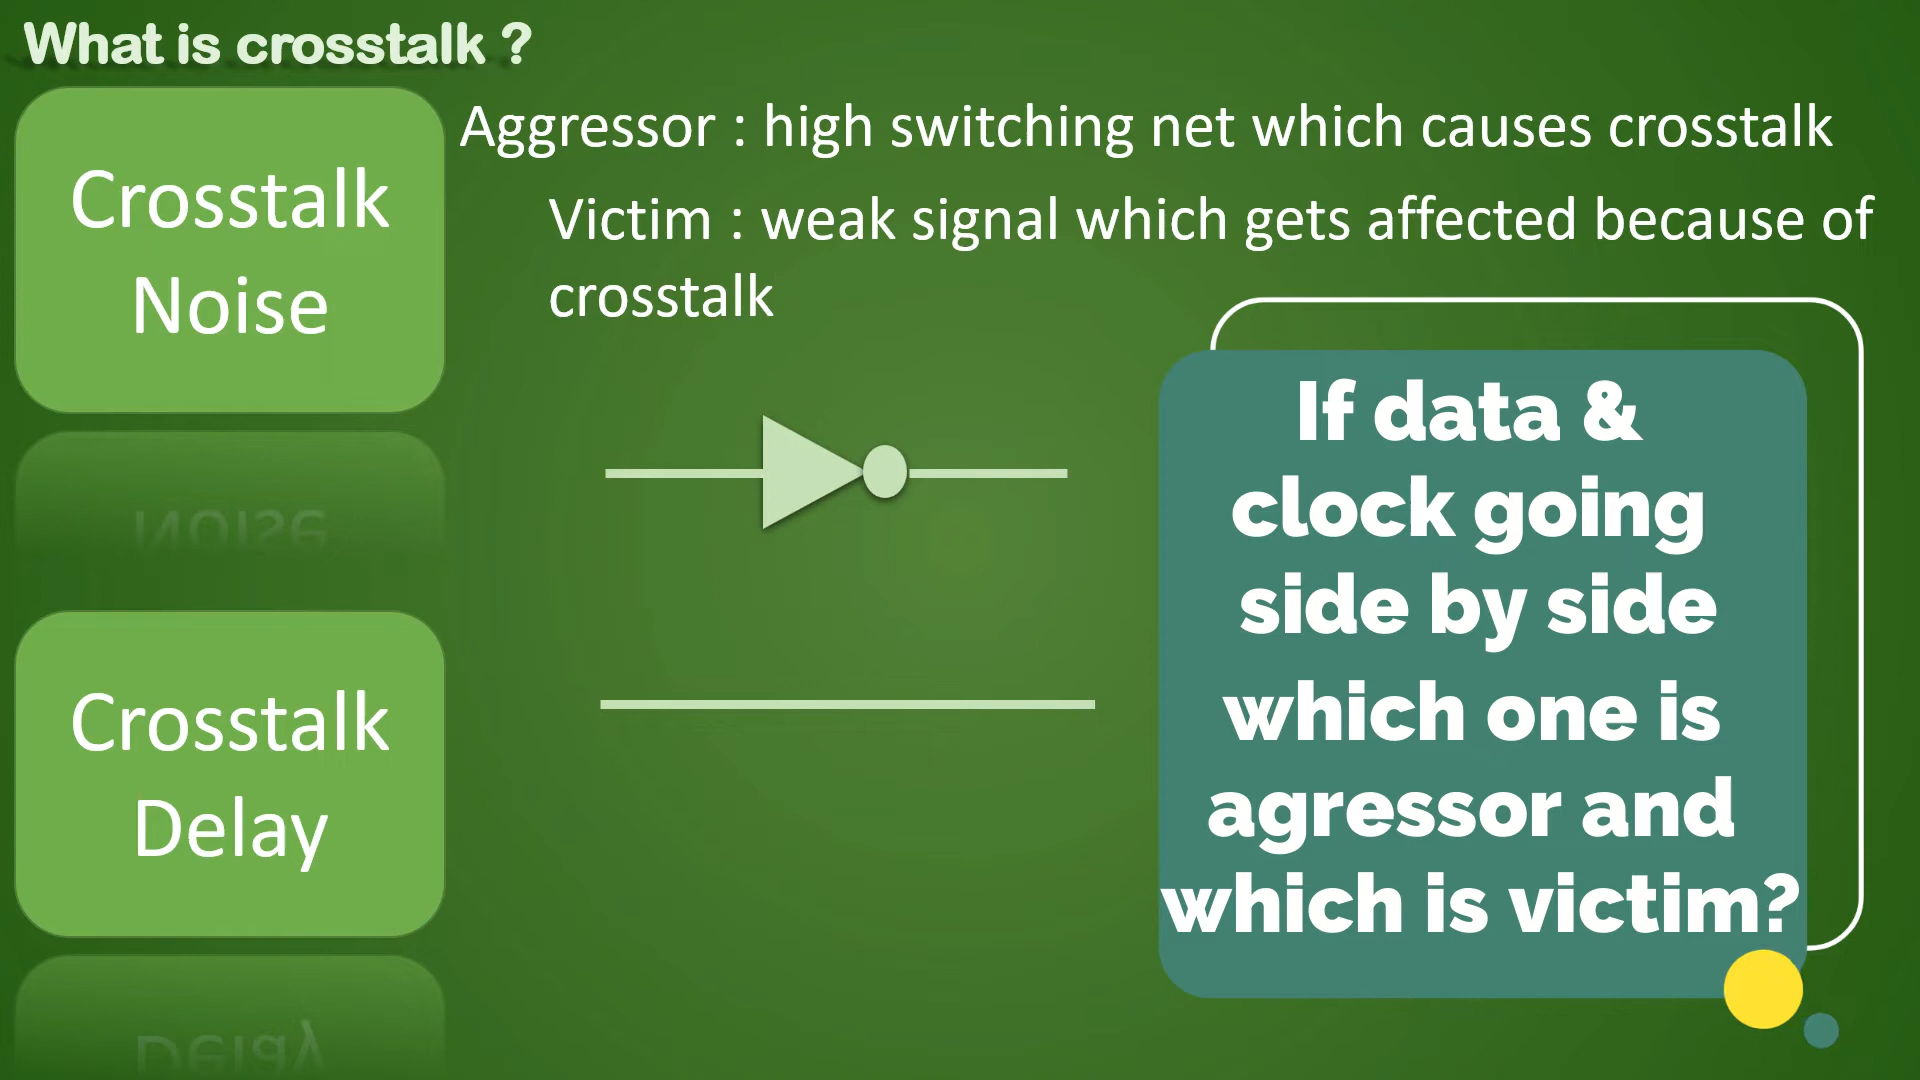 What is crosstalk ?
Crosstalk
Noise
Aggressor : high switching net which causes crosstalk
Victim : weak signal which gets affected because of
crosstalk
If data &
clock going
side by side
which one is
agressor and
which is victim?
Crosstalk
Delay